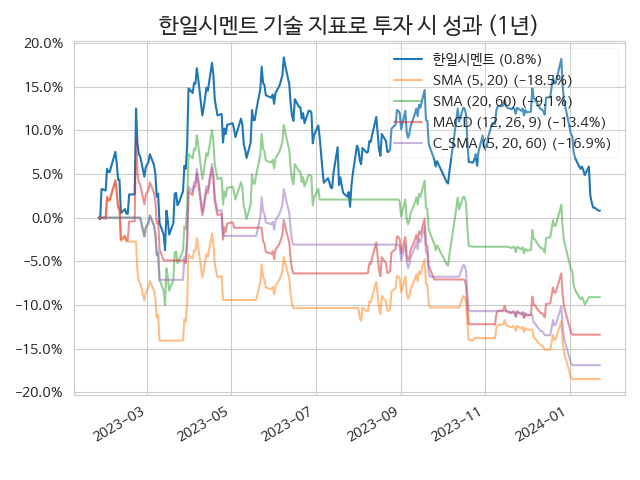 한일시멘트 기술 지표로 투자 시 성과 (1년)
20.0%
15.0%
10.0%
5.0%
0.0%
−5.0%
−10.0%
−15.0%
−20.0%
한일시멘트 (0.8%)
SMA (5, 20) (−18.5%)
SMA (20, 60) (−9.1%)
MACD (12, 26, 9) (−13.4%)
C_SMA (5, 20, 60) (−16.9%)
2023−03
2023−05
2023−07
2023−09
2023−11
2024−01